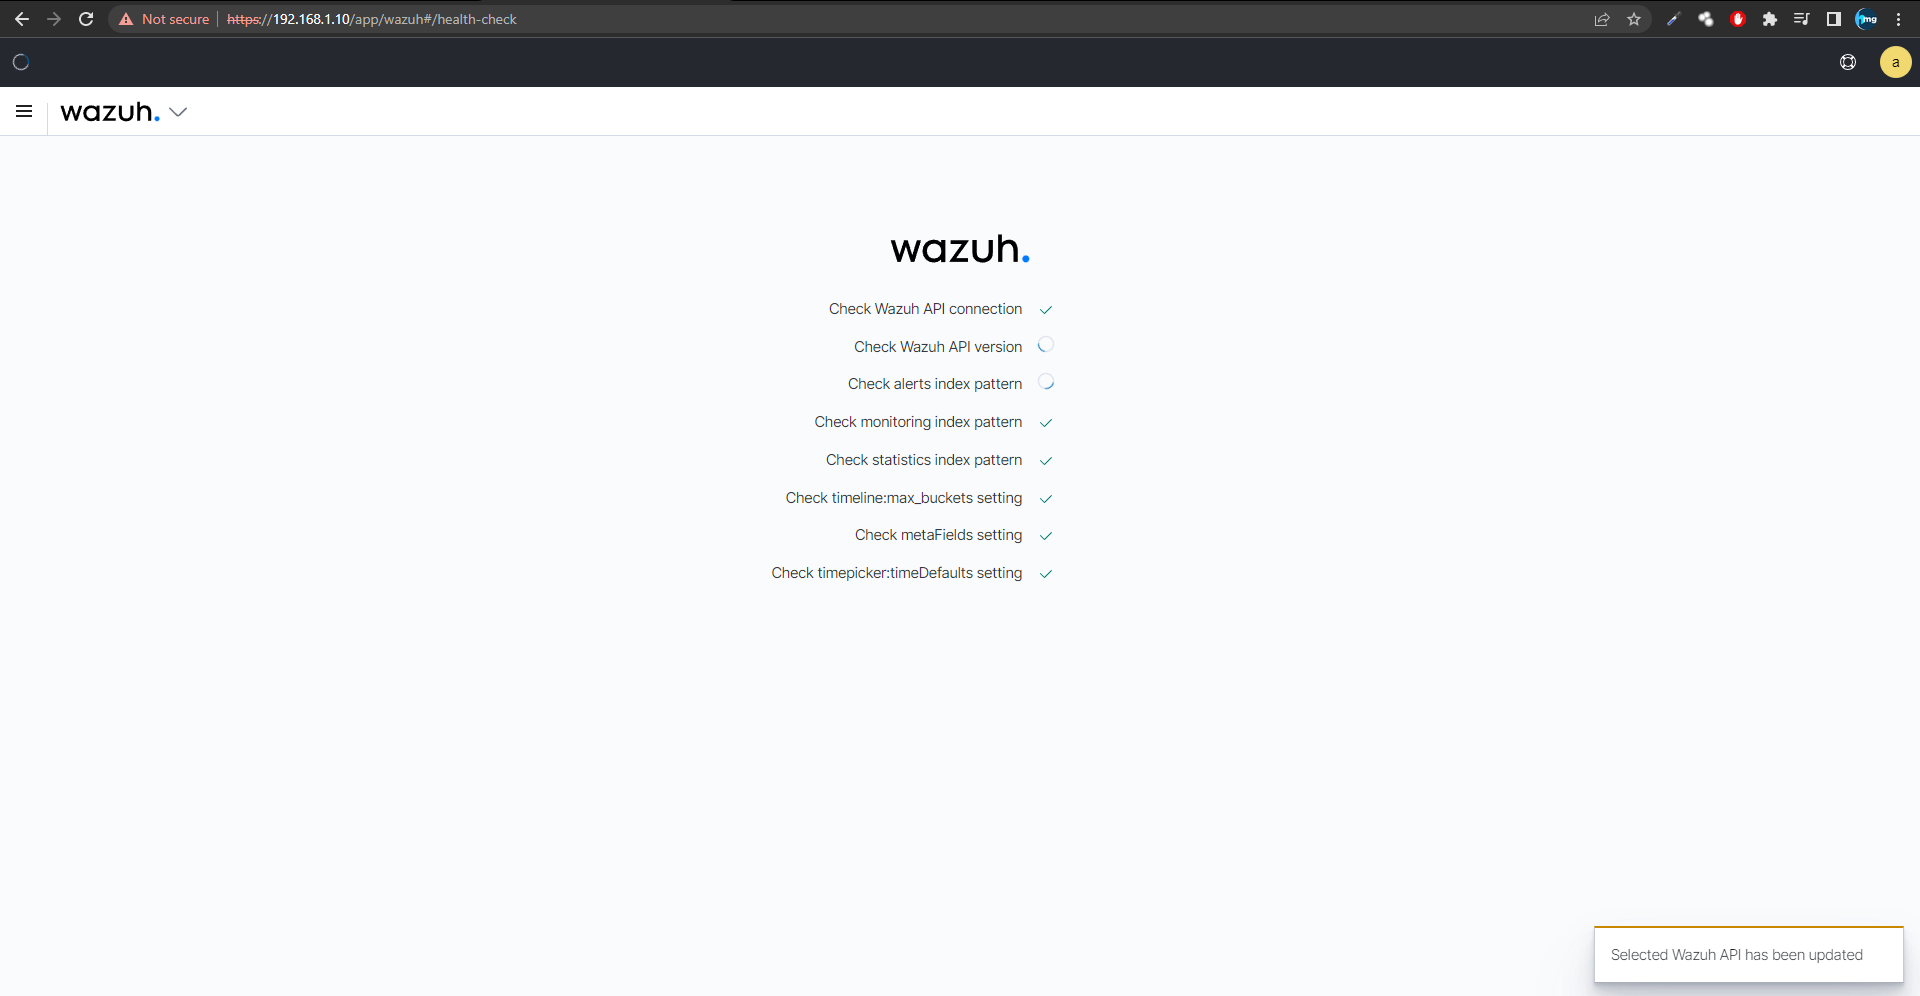 Not secure
https://192.168.1.10/app/wazuh#/health-check
1mg
a
wazuh.
wazuh.
Check Wazuh API connection
Check Wazuh API version
Check alerts index pattern
Check monitoring index pattern
Check statistics index pattern
Check timeline:max_buckets setting
Check metaFields setting
Check timepicker:timeDefaults setting
Selected Wazuh API has been updated